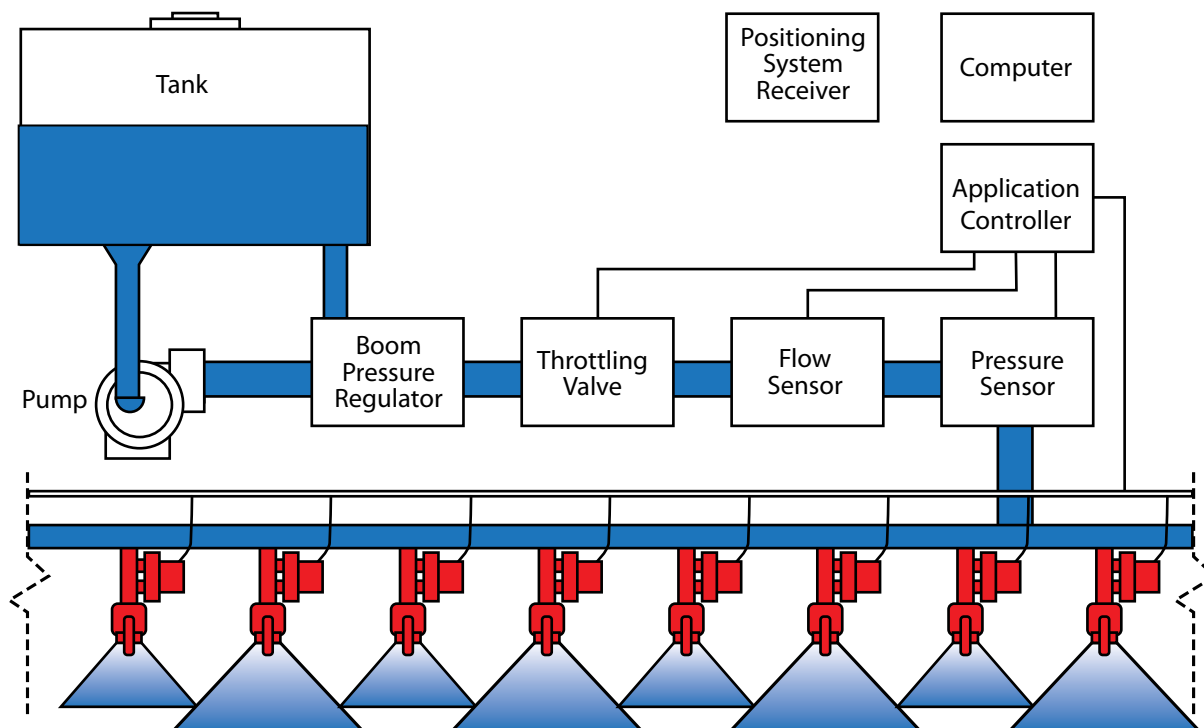 Tank
Positioning
System
Receiver
Computer
Application
Controller
Pump
Boom
Pressure
Regulator
Throttling
Valve
Flow
Sensor
Pressure
Sensor